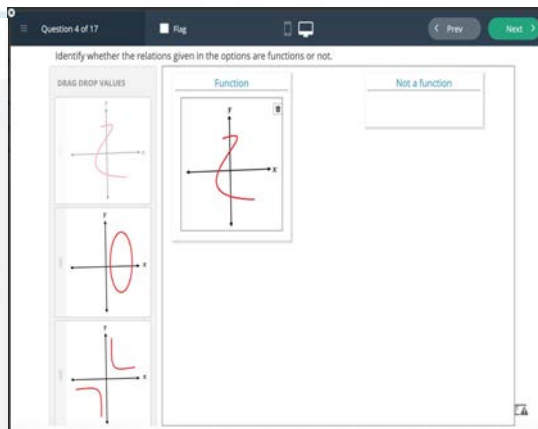 Question 4 of 17
Flag
Prev
Next
Identify whether the relations given in the options are functions or not.
DRAG DROP VALUES
Function
Not a function
y
x
y
x
y
x
y
x